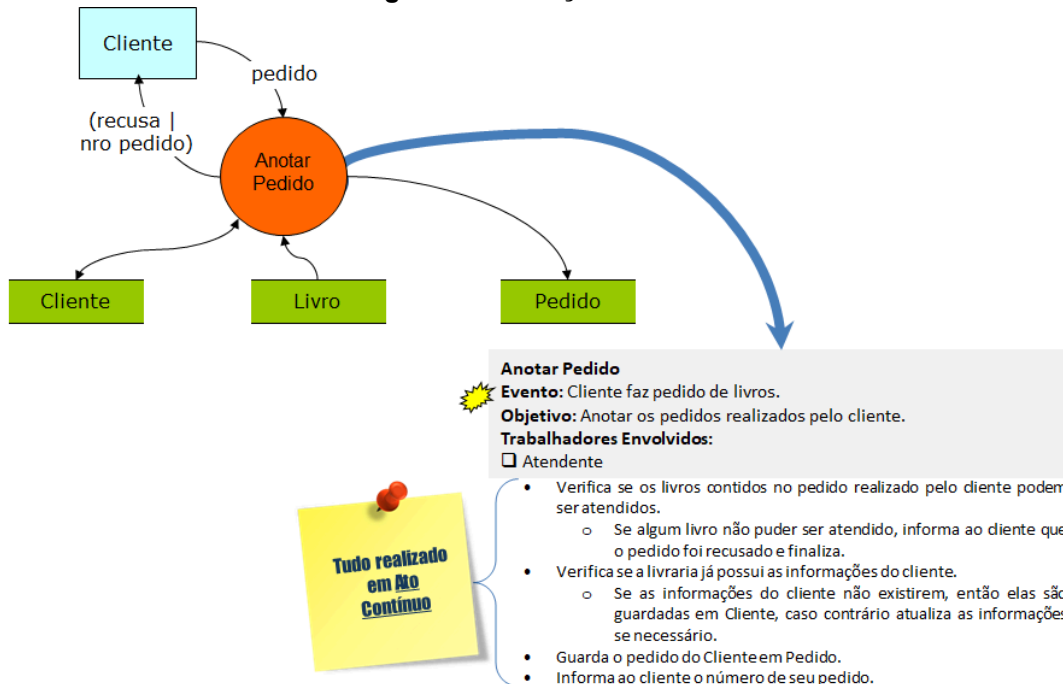 Cliente
pedido
(recusa |
nro pedido)
Anotar
Pedido
Cliente
Livro
Pedido
Anotar Pedido
Evento: Cliente faz pedido de livros.
Objetivo: Anotar os pedidos realizados pelo cliente.
Trabalhadores Envolvidos:
❑ Atendente
• Verifica se os livros contidos no pedido realizado pelo cliente podem
ser atendidos.
o Se algum livro não puder ser atendido, informa ao cliente que
o pedido foi recusado e finaliza.
• Verifica se a livraria já possui as informações do cliente.
o Se as informações do cliente não existirem, então elas são
guardadas em Cliente, caso contrário atualiza as informações
se necessário.
• Guarda o pedido do Cliente em Pedido.
• Informa ao cliente o número de seu pedido.
Tudo realizado
em Ato
Contínuo